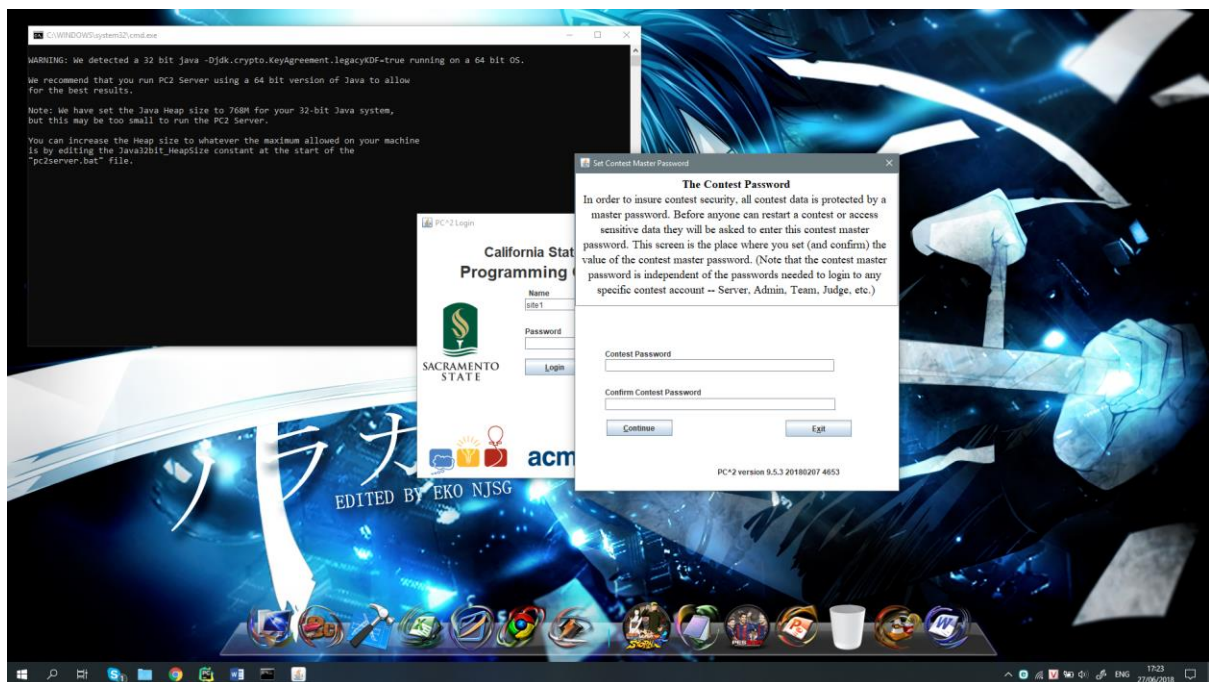 C:\WINDOWS\system32\cmd.exe
WARNING: We detected a 32 bit java -Djdk.crypto.KeyAgreement.legacyKDF=true running on a 64 bit OS.
We recommend that you run PC2 Server using a 64 bit version of Java to allow
for the best results.
Note: We have set the Java Heap size to 768M for your 32-bit Java system,
but this may be too small to run the PC2 Server.
You can increase the Heap size to whatever the maximum allowed on your machine
is by editing the Java32bit_HeapSize constant at the start of the
"pc2server.bat" file.
PC^2 Login
California Stat
Programming
Name
site1
Password
Login
SACRAMENTO
STATE
acm
Set Contest Master Password
The Contest Password
In order to insure contest security, all contest data is protected by a
master password. Before anyone can restart a contest or access
sensitive data they will be asked to enter this contest master
password. This screen is the place where you set (and confirm) the
value of the contest master password. (Note that the contest master
password is independent of the passwords needed to login to any
specific contest account -- Server, Admin, Team, Judge, etc.)
Contest Password
Confirm Contest Password
Continue
Exit
PC^2 version 9.5.3 20180207 4653
EDITED BY EKO NJSG
ENG
17:23
27/06/2018